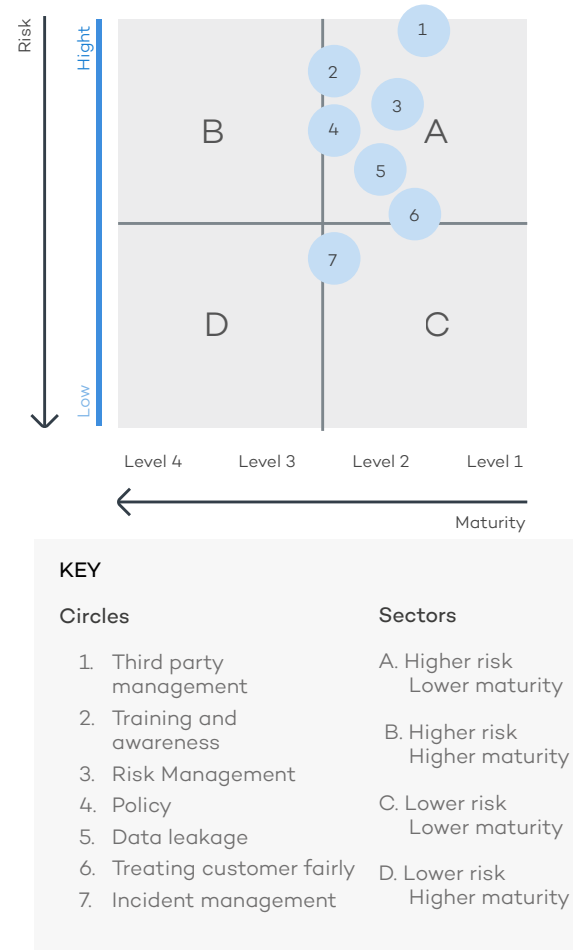 Risk
Hight
Low
1
2
3
4
5
6
7
B
A
D
C
Level 4
Level 3
Level 2
Level 1
Maturity
KEY
Circles
1. Third party
management
2. Training and
awareness
3. Risk Management
4. Policy
5. Data leakage
6. Treating customer fairly
7. Incident management
Sectors
A. Higher risk
Lower maturity
B. Higher risk
Higher maturity
C. Lower risk
Lower maturity
D. Lower risk
Higher maturity